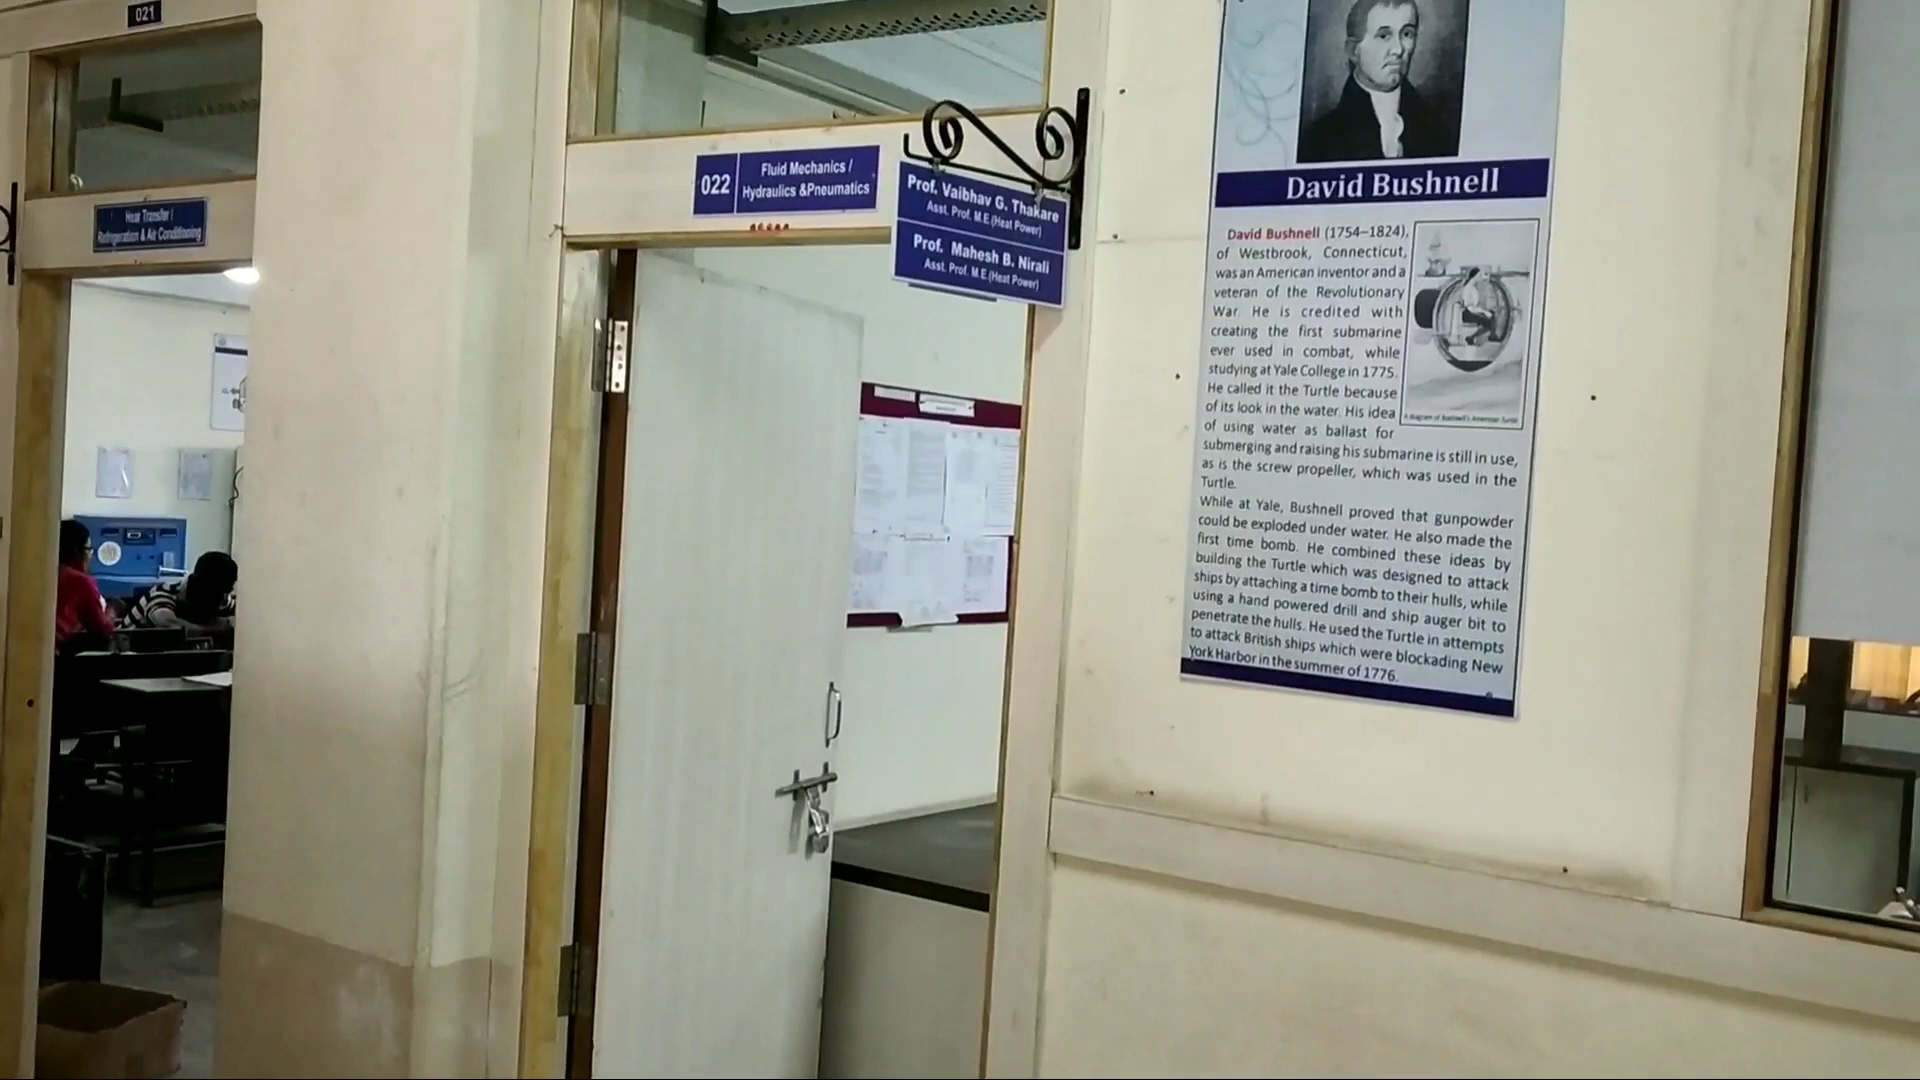 021
Hear Transfer /
Refrigeration & Air Conditioning
022
Fluid Mechanics /
Hydraulics &Pneumatics
Prof. Vaibhav G. Thakare
Asst. Prof. M.E.(Heat Power)
Prof. Mahesh B. Nirali
Asst. Prof. M.E.(Heat Power)
David Bushnell
David Bushnell (1754–1824),
of Westbrook, Connecticut,
was an American inventor and a
veteran of the Revolutionary
War. He is credited with
creating the first submarine
ever used in combat, while
studying at Yale College in 1775.
He called it the Turtle because
of its look in the water. His idea
of using water as ballast for
submerging and raising his submarine is still in use,
as is the screw propeller, which was used in the
Turtle.
A diagram of Bushnell's American Turtle
While at Yale, Bushnell proved that gunpowder
could be exploded under water. He also made the
first time bomb. He combined these ideas by
building the Turtle which was designed to attack
ships by attaching a time bomb to their hulls, while
using a hand powered drill and ship auger bit to
penetrate the hulls. He used the Turtle in attempts
to attack British ships which were blockading New
York Harbor in the summer of 1776.